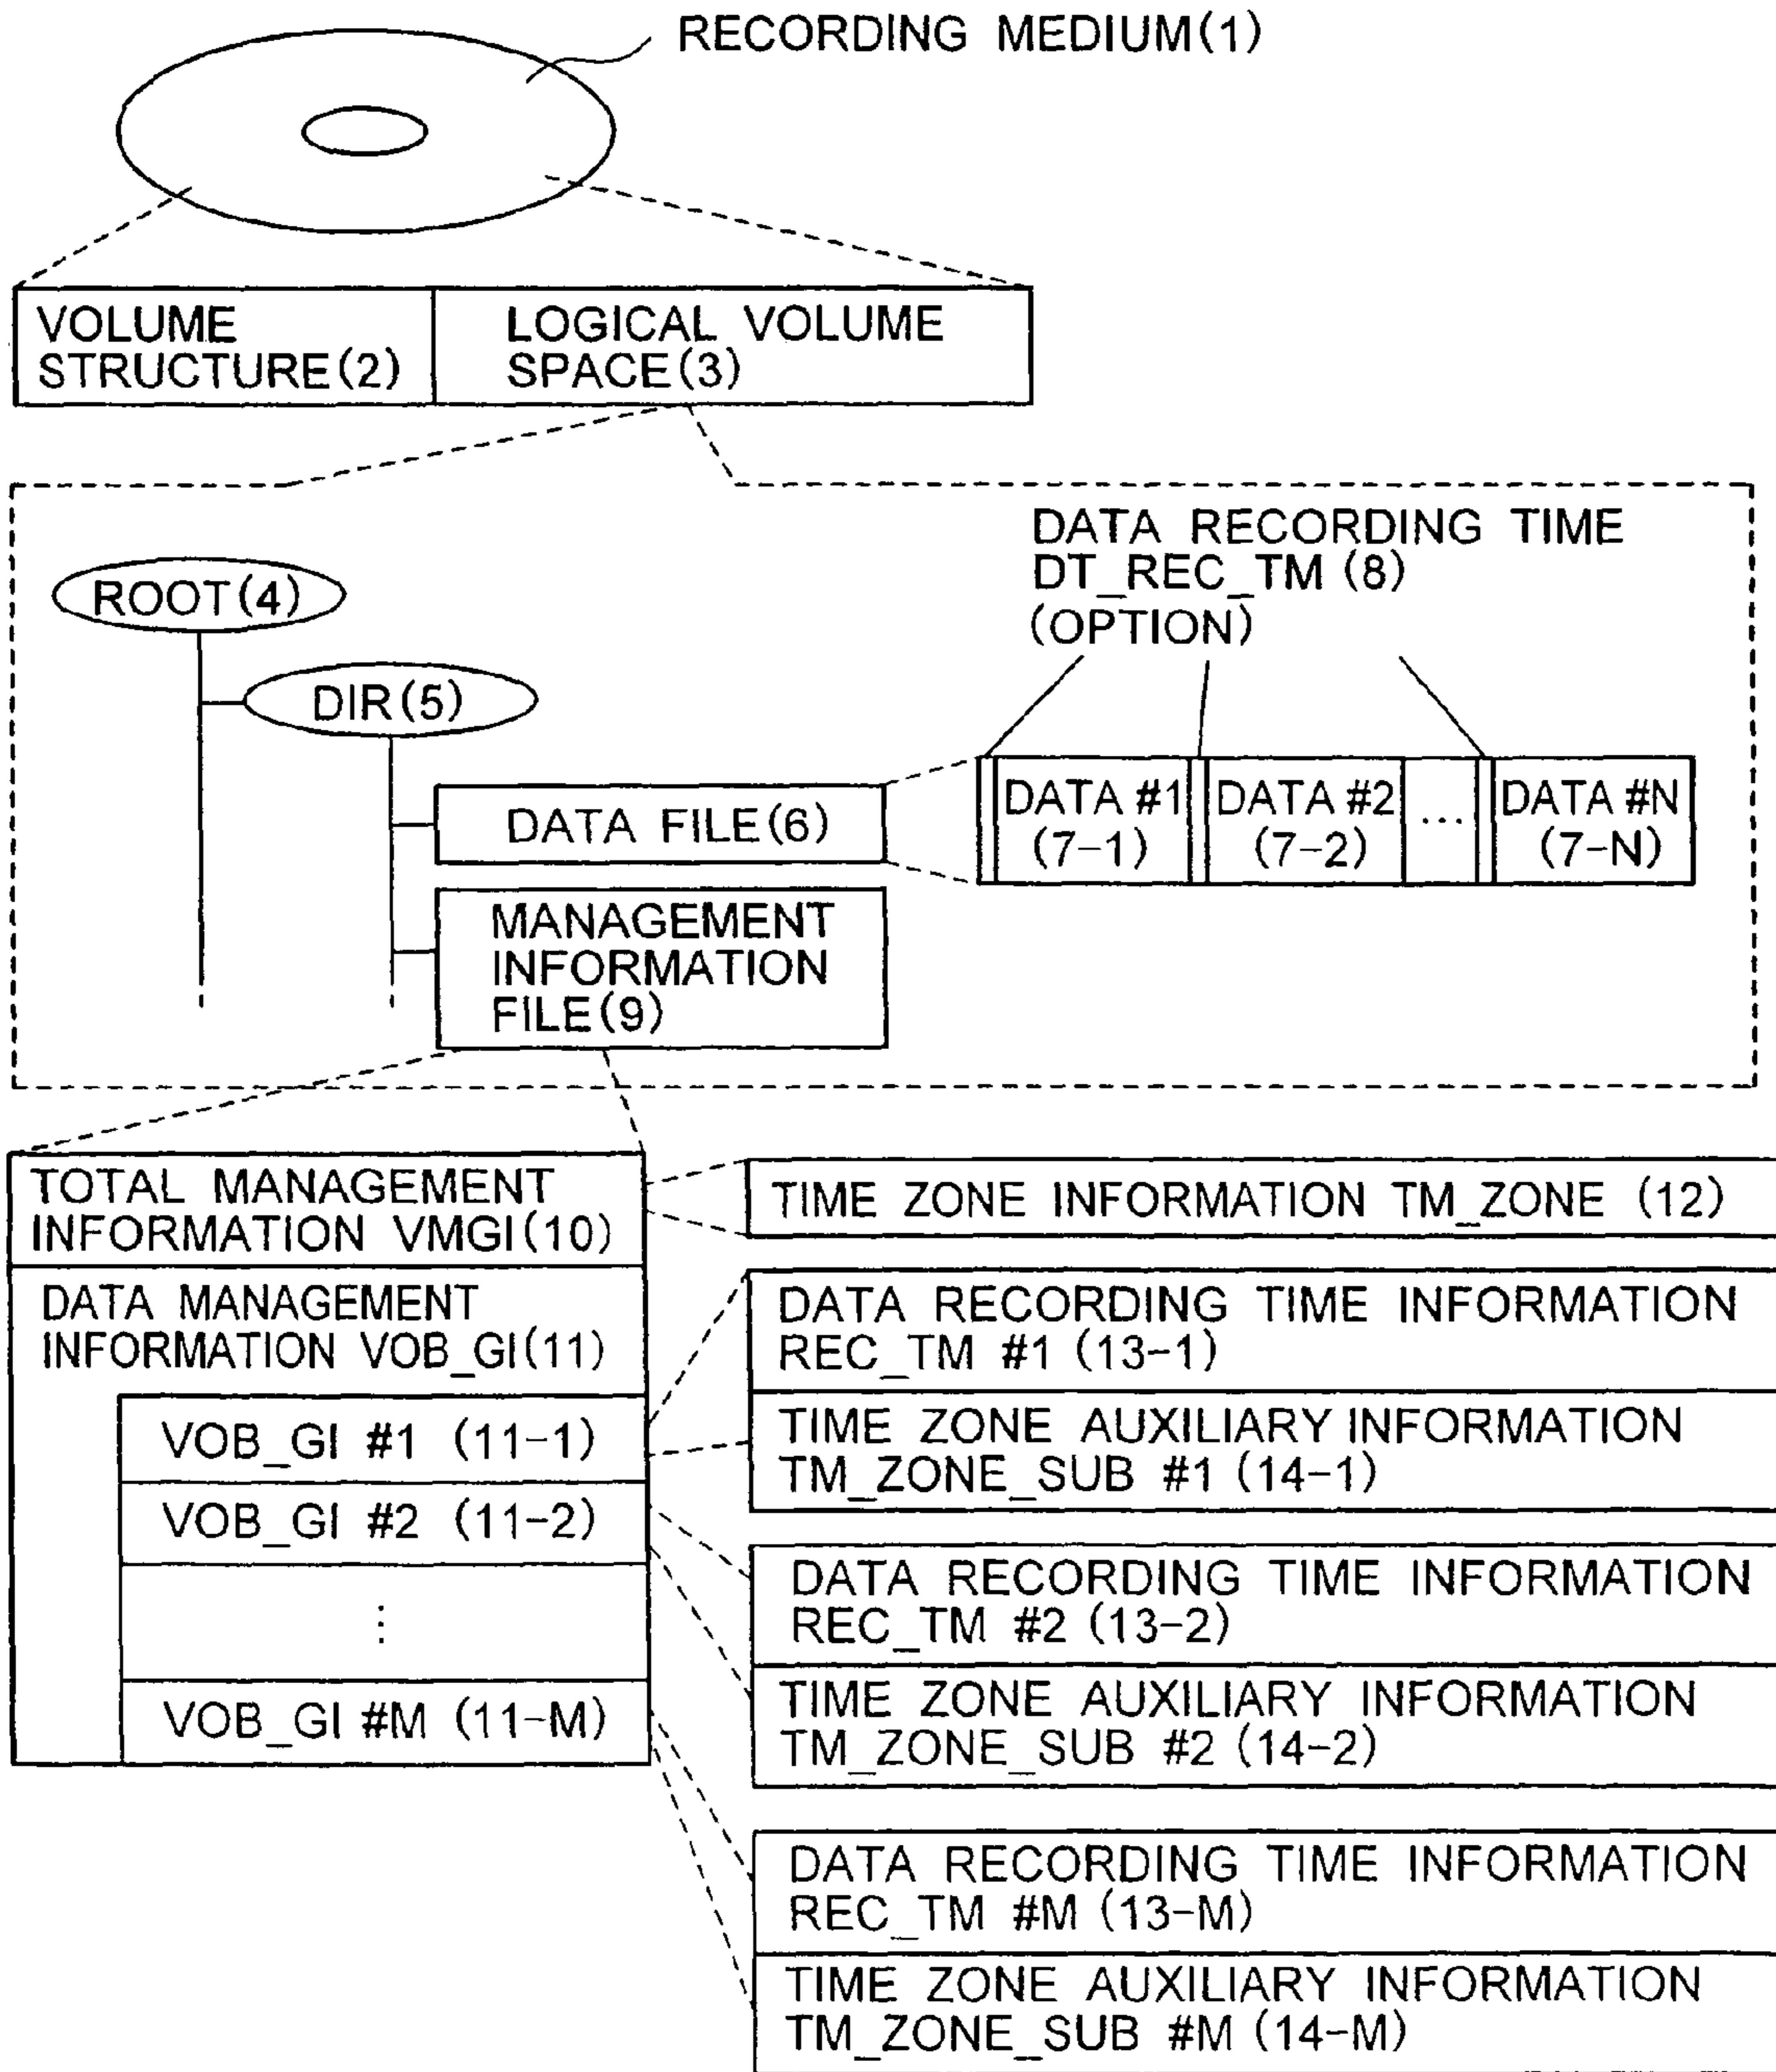 RECORDING MEDIUM(1)
VOLUME
STRUCTURE(2)
LOGICAL VOLUME
SPACE(3)
DATA RECORDING TIME
DT_REC_TM (8)
(OPTION)
ROOT(4)
DIR(5)
DATA FILE(6)
DATA #1
(7-1)
DATA #2
(7-2)
...
DATA #N
(7-N)
MANAGEMENT
INFORMATION
FILE(9)
TOTAL MANAGEMENT
INFORMATION VMGI(10)
TIME ZONE INFORMATION TM_ZONE (12)
DATA MANAGEMENT
INFORMATION VOB_GI(11)
VOB_GI #1 (11-1)
VOB_GI #2 (11-2)
⋮
VOB_GI #M (11-M)
DATA RECORDING TIME INFORMATION
REC_TM #1 (13-1)
TIME ZONE AUXILIARY INFORMATION
TM_ZONE_SUB #1 (14-1)
DATA RECORDING TIME INFORMATION
REC_TM #2 (13-2)
TIME ZONE AUXILIARY INFORMATION
TM_ZONE_SUB #2 (14-2)
DATA RECORDING TIME INFORMATION
REC_TM #M (13-M)
TIME ZONE AUXILIARY INFORMATION
TM_ZONE_SUB #M (14-M)